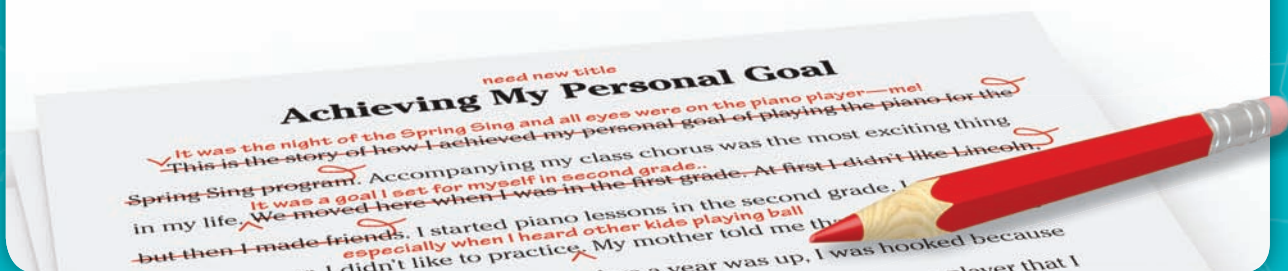 need new title
Achieving My Personal Goal
It was the night of the Spring Sing and all eyes were on the piano player—me!
This is the story of how I achieved my personal goal of playing the piano for the
Spring Sing program. Accompanying my class chorus was the most exciting thing
It was a goal I set for myself in second grade..
in my life. We moved here when I was in the first grade. At first I didn't like Lincoln,
but then I made friends. I started piano lessons in the second grade. I
especially when I heard other kids playing ball
I didn't like to practice. My mother told me
a year was up, I was hooked because
player that I